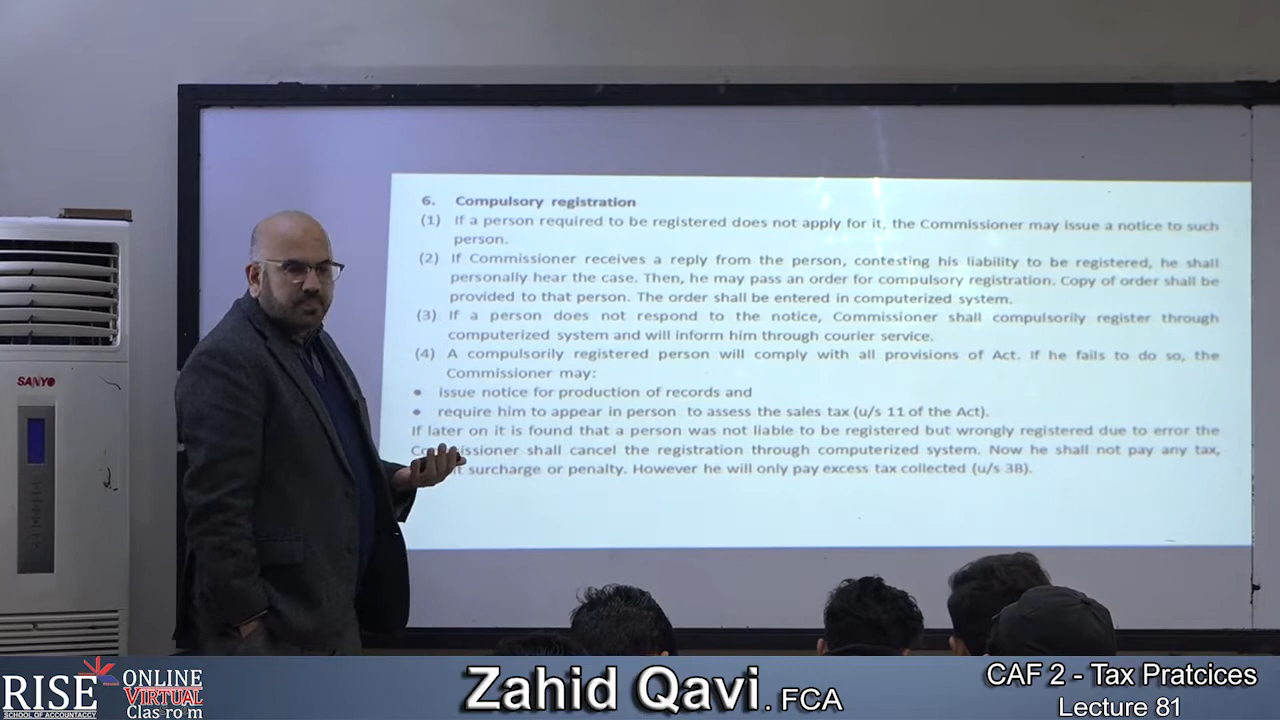 6. Compulsory registration
(1) If a person required to be registered does not apply for it, the Commissioner may issue a notice to such
person.
(2) If Commissioner receives a reply from the person, contesting his liability to be registered, he shall
personally hear the case. Then, he may pass an order for compulsory registration. Copy of order shall be
provided to that person. The order shall be entered in computerized system.
(3) If a person does not respond to the notice, Commissioner shall compulsorily register through
computerized system and will inform him through courier service.
(4) A compulsorily registered person will comply with all provisions of Act. If he fails to do so, the
Commissioner may:
• issue notice for production of records and
• require him to appear in person to assess the sales tax (u/s 11 of the Act).
If later on it is found that a person was not liable to be registered but wrongly registered due to error the
shall cancel the registration through computerized system. Now he shall not pay any tax,
surcharge or penalty. However he will only pay excess tax collected (u/s 38).
SANYO
RISE
SCHOOL OF ACCOUNTACY
ONLINE
VIRTUAL
Clasrom
Zahid Qavi. FCA
CAF 2 - Tax Pratcices
Lecture 81